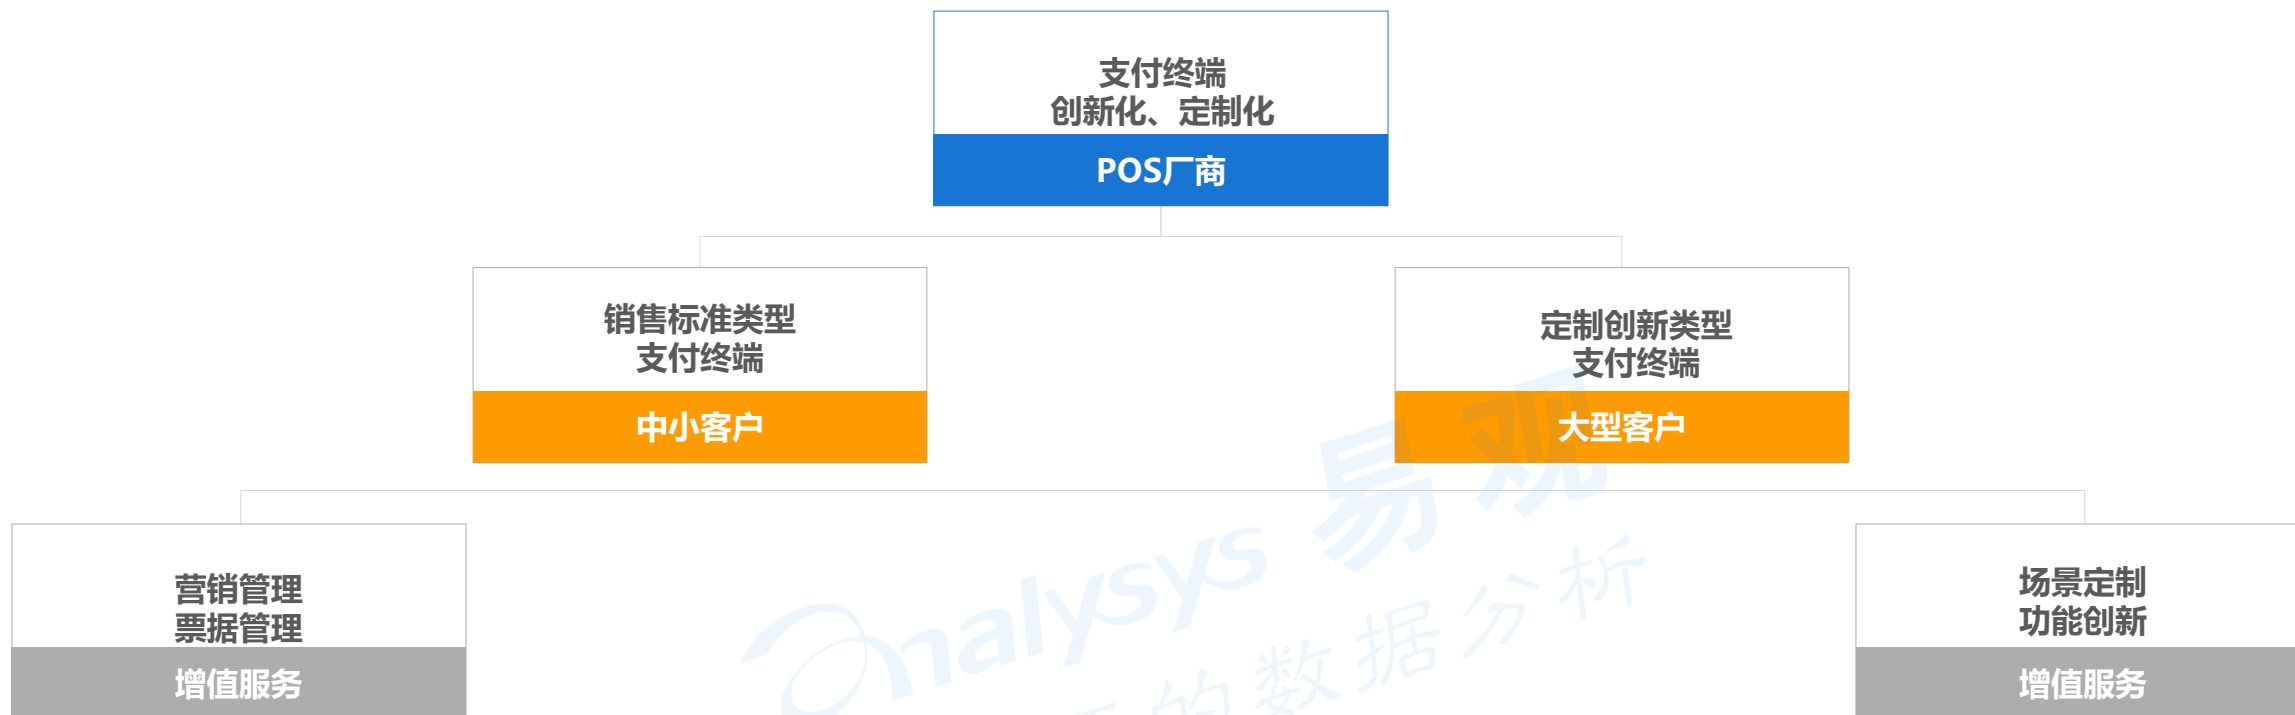 支付终端
创新化、定制化
POS厂商
销售标准类型
支付终端
中小客户
定制创新类型
支付终端
大型客户
营销管理
票据管理
增值服务
场景定制
功能创新
增值服务
nalysys 易观
的数据分析